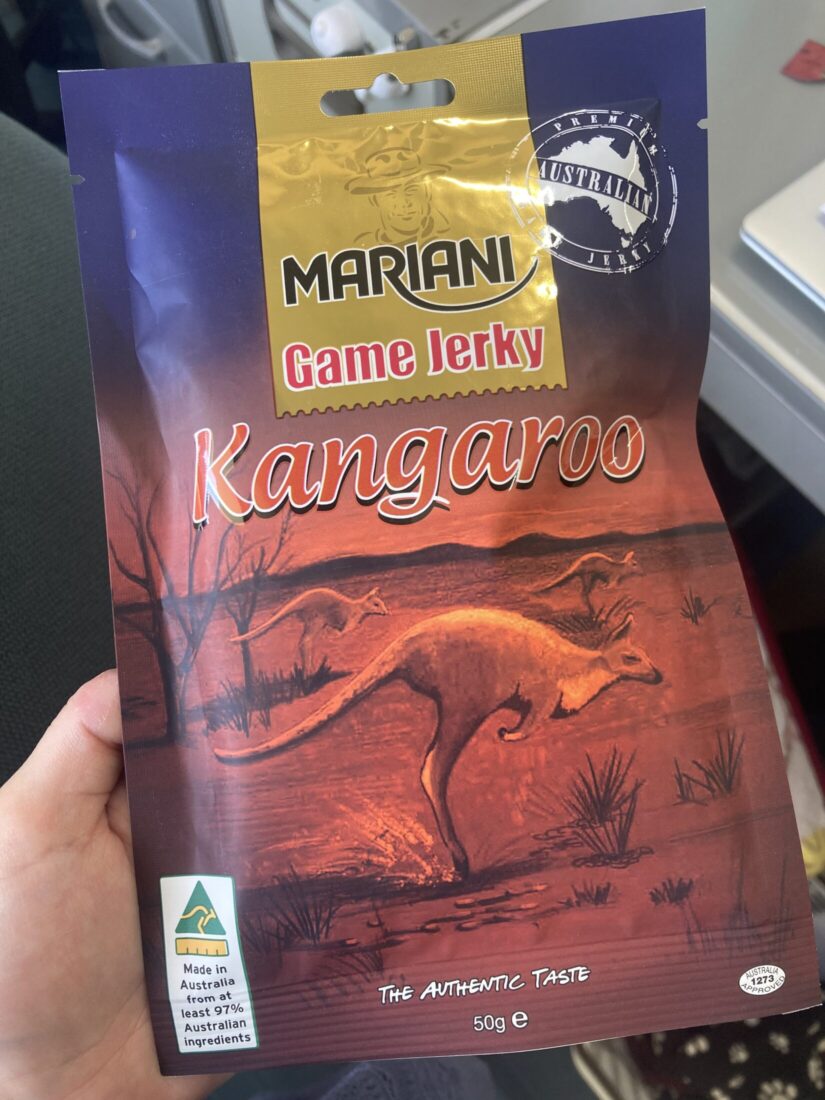 PREMIUM
AUSTRALIAN
JERKY
MARIANI
Game Jerky
Kangaroo
Made in
Australia
from at
least 97%
Australian
ingredients
THE AUTHENTIC TASTE
50g e
AUSTRALIA
1273
APPROVED